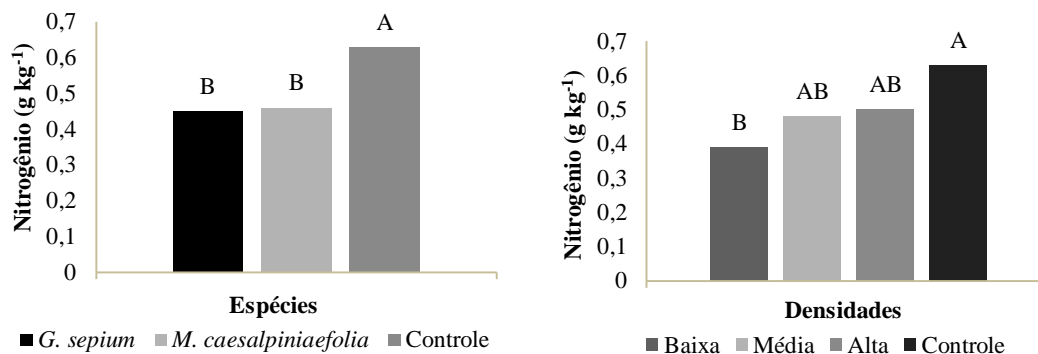 Nitrogênio (g kg-1)
0,7
0,6
0,5
0,4
0,3
0,2
0,1
0
B
B
A
Espécies
G. sepium
M. caesalpiniaefolia
Controle
Nitrogênio (g kg-1)
0,7
0,6
0,5
0,4
0,3
0,2
0,1
0
B
AB
AB
A
Densidades
Baixa
Média
Alta
Controle